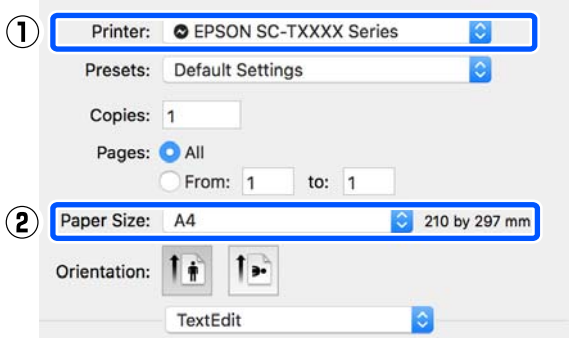 ① Printer: EPSON SC-TXXXX Series
Presets: Default Settings
Copies: 1
Pages: All
From: 1 to: 1
② Paper Size: A4 210 by 297 mm
Orientation:
TextEdit